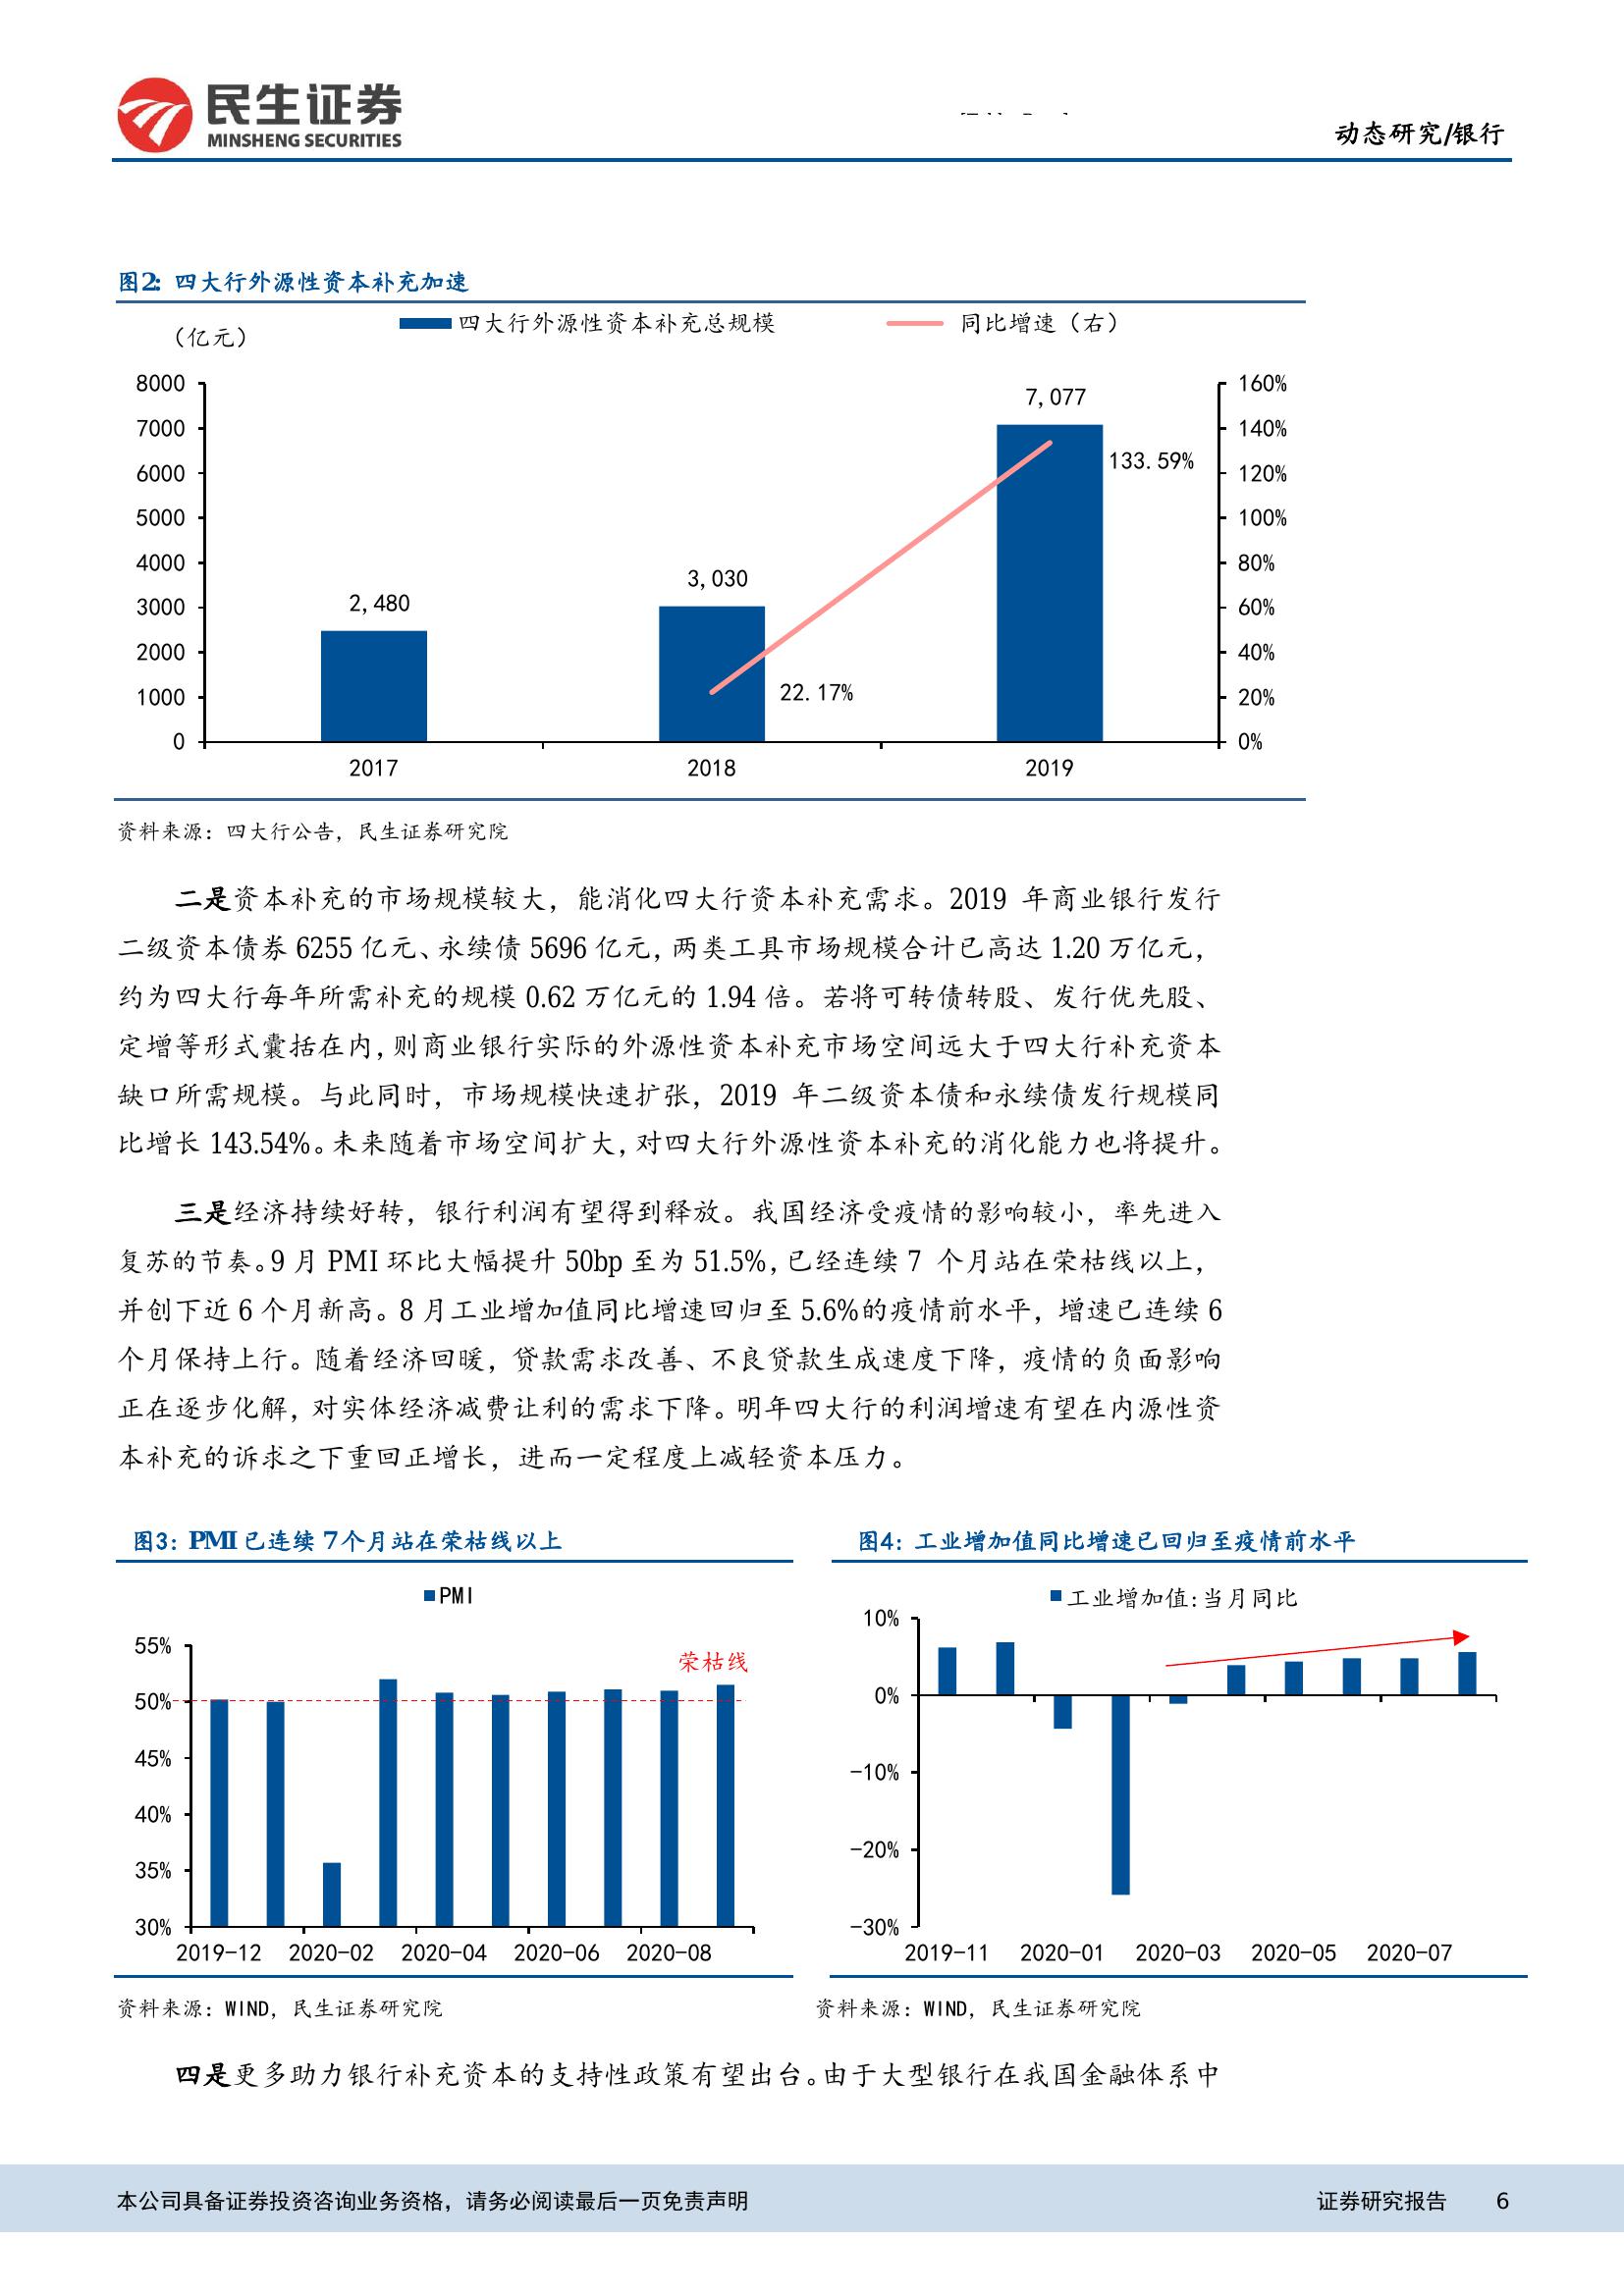 民生证券
MINSHENG SECURITIES
动态研究/银行
图2: 四大行外源性资本补充加速
（亿元）
四大行外源性资本补充总规模
同比增速（右）
8000
7000
6000
5000
4000
3000
2000
1000
0
160%
140%
120%
100%
80%
60%
40%
20%
0%
2,480
3,030
7,077
22.17%
133.59%
2017 2018 2019
资料来源：四大行公告，民生证券研究院
二是资本补充的市场规模较大，能消化四大行资本补充需求。2019 年商业银行发行
二级资本债券 6255 亿元、永续债 5696 亿元，两类工具市场规模合计已高达 1.20 万亿元，
约为四大行每年所需补充的规模 0.62 万亿元的 1.94 倍。若将可转债转股、发行优先股、
定增等形式囊括在内，则商业银行实际的外源性资本补充市场空间远大于四大行补充资本
缺口所需规模。与此同时，市场规模快速扩张，2019 年二级资本债和永续债发行规模同
比增长 143.54%。未来随着市场空间扩大，对四大行外源性资本补充的消化能力也将提升。
三是经济持续好转，银行利润有望得到释放。我国经济受疫情的影响较小，率先进入
复苏的节奏。9 月 PMI 环比大幅提升 50bp 至为 51.5%，已经连续 7 个月站在荣枯线以上，
并创下近 6 个月新高。8 月工业增加值同比增速回归至 5.6%的疫情前水平，增速已连续 6
个月保持上行。随着经济回暖，贷款需求改善、不良贷款生成速度下降，疫情的负面影响
正在逐步化解，对实体经济减费让利的需求下降。明年四大行的利润增速有望在内源性资
本补充的诉求之下重回正增长，进而一定程度上减轻资本压力。
图3: PMI 已连续 7 个月站在荣枯线以上
PMI
荣枯线
55%
50%
45%
40%
35%
30%
2019-12 2020-02 2020-04 2020-06 2020-08
资料来源：WIND，民生证券研究院
图4: 工业增加值同比增速已回归至疫情前水平
工业增加值:当月同比
10%
0%
-10%
-20%
-30%
2019-11 2020-01 2020-03 2020-05 2020-07
资料来源：WIND，民生证券研究院
四是更多助力银行补充资本的支持性政策有望出台。由于大型银行在我国金融体系中
本公司具备证券投资咨询业务资格，请务必阅读最后一页免责声明
证券研究报告 6